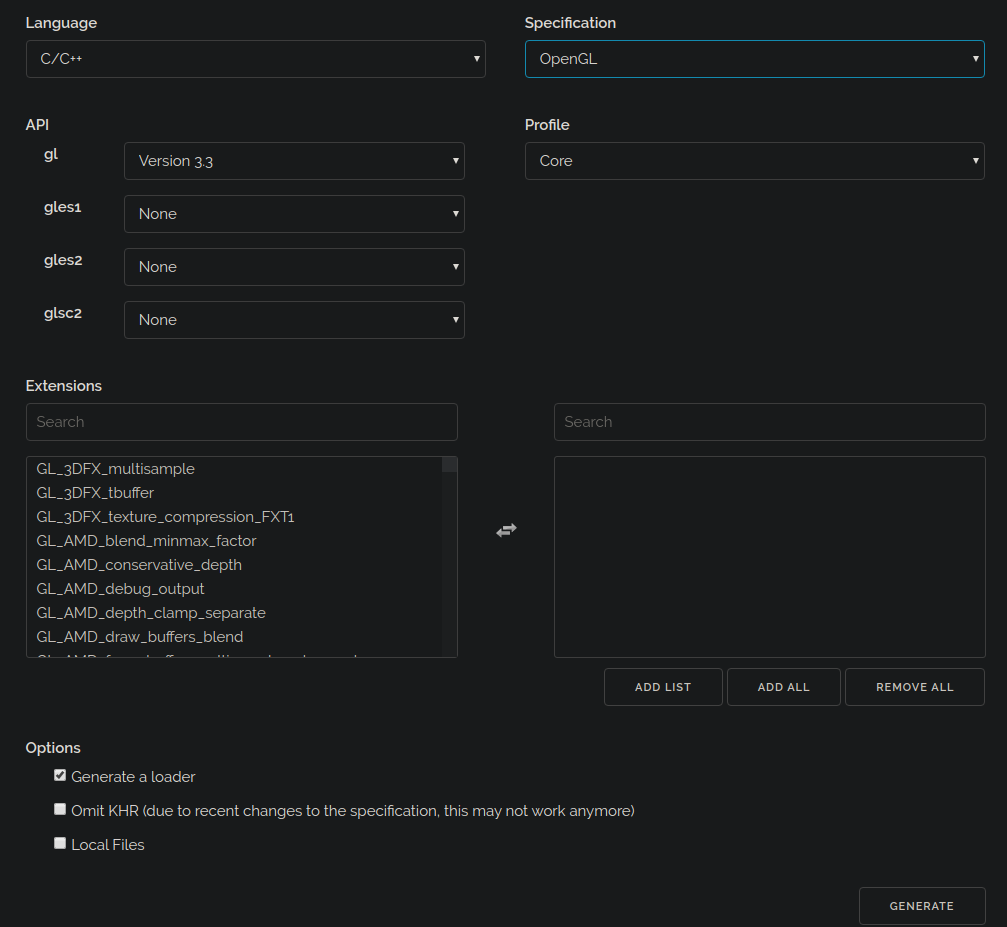 Language
Specification
C/C++
OpenGL
API
Profile
gl
Version 3.3
Core
gles1
None
gles2
None
glsc2
None
Extensions
Search
Search
GL_3DFX_multisample
GL_3DFX_tbuffer
GL_3DFX_texture_compression_FXT1
GL_AMD_blend_minmax_factor
GL_AMD_conservative_depth
GL_AMD_debug_output
GL_AMD_depth_clamp_separate
GL_AMD_draw_buffers_blend
ADD LIST
ADD ALL
REMOVE ALL
Options
Generate a loader
Omit KHR (due to recent changes to the specification, this may not work anymore)
Local Files
GENERATE